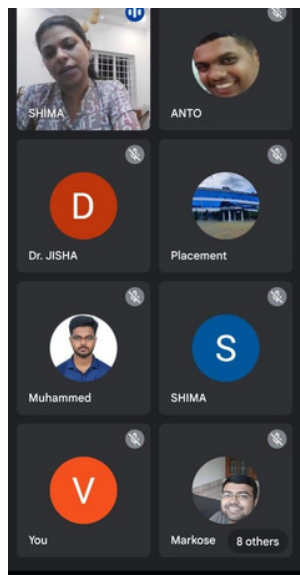 SHIMA
ANTO
D
Dr. JISHA
Placement
Muhammed
S
SHIMA
V
You
Markose
8 others